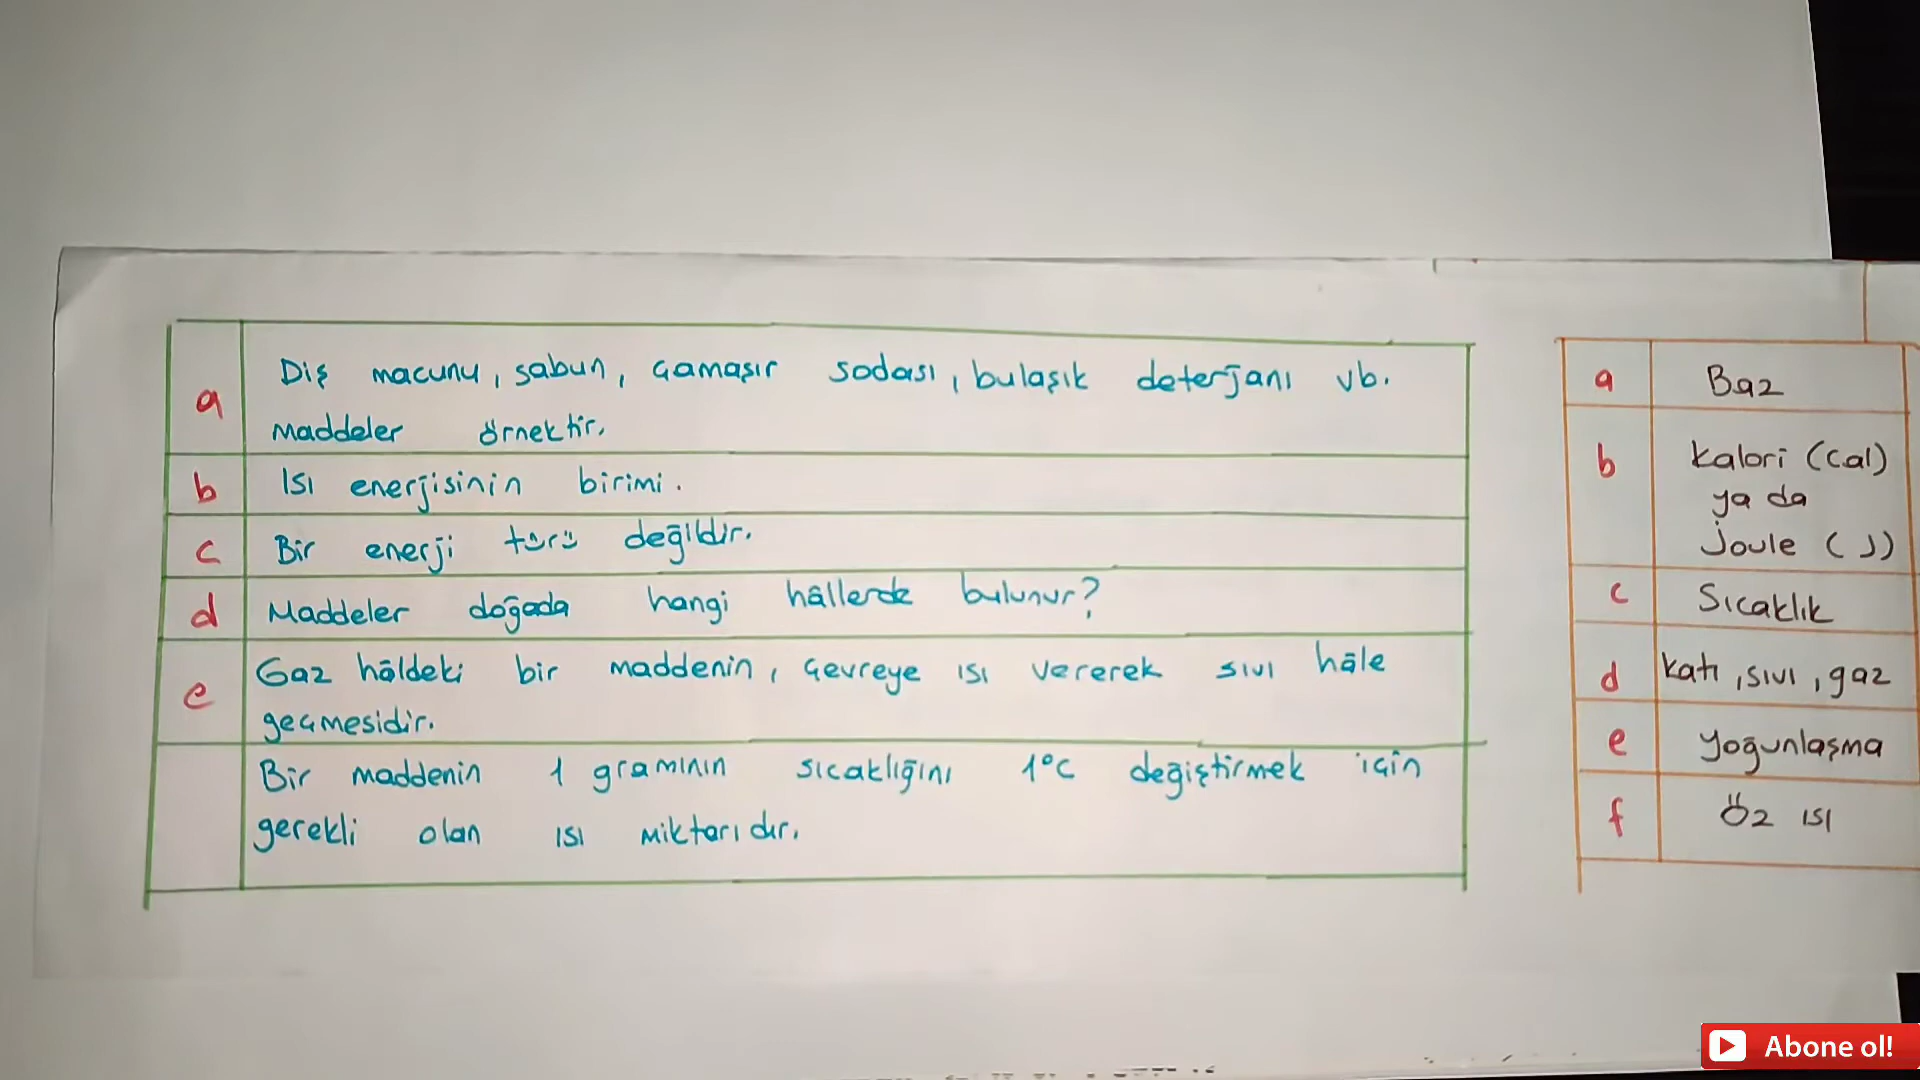 a
Diş macunu, sabun, çamaşır sodası, bulaşık deterjanı vb.
maddeler örnektir.
b
Isı enerjisinin birimi.
c
Bir enerji türü değildir.
d
Maddeler doğada hangi hâllerde bulunur?
e
Gaz hâldeki bir maddenin, çevreye ısı vererek sıvı hâle
geçmesidir.
Bir maddenin 1 gramının sıcaklığını 1°C değiştirmek için
gerekli olan ısı miktarıdır.
a
Baz
b
Kalori (cal)
ya da
Joule (J)
c
Sıcaklık
d
Katı, sıvı, gaz
e
Yoğunlaşma
f
Öz ısı
Abone ol!